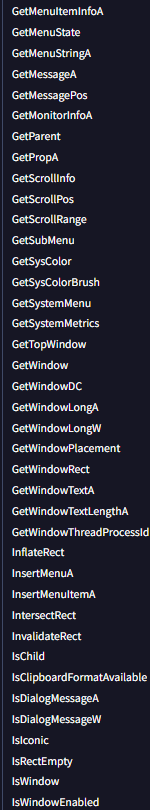 GetMenuItemInfoA
GetMenuState
GetMenuStringA
GetMessageA
GetMessagePos
GetMonitorInfoA
GetParent
GetPropA
GetScrollInfo
GetScrollPos
GetScrollRange
GetSubMenu
GetSysColor
GetSysColorBrush
GetSystemMenu
GetSystemMetrics
GetTopWindow
GetWindow
GetWindowDC
GetWindowLongA
GetWindowLongW
GetWindowPlacement
GetWindowRect
GetWindowTextA
GetWindowTextLengthA
GetWindowThreadProcessId
InflateRect
InsertMenuA
InsertMenuItemA
IntersectRect
InvalidateRect
IsChild
IsClipboardFormatAvailable
IsDialogMessageA
IsDialogMessageW
IsIconic
IsRectEmpty
IsWindow
IsWindowEnabled